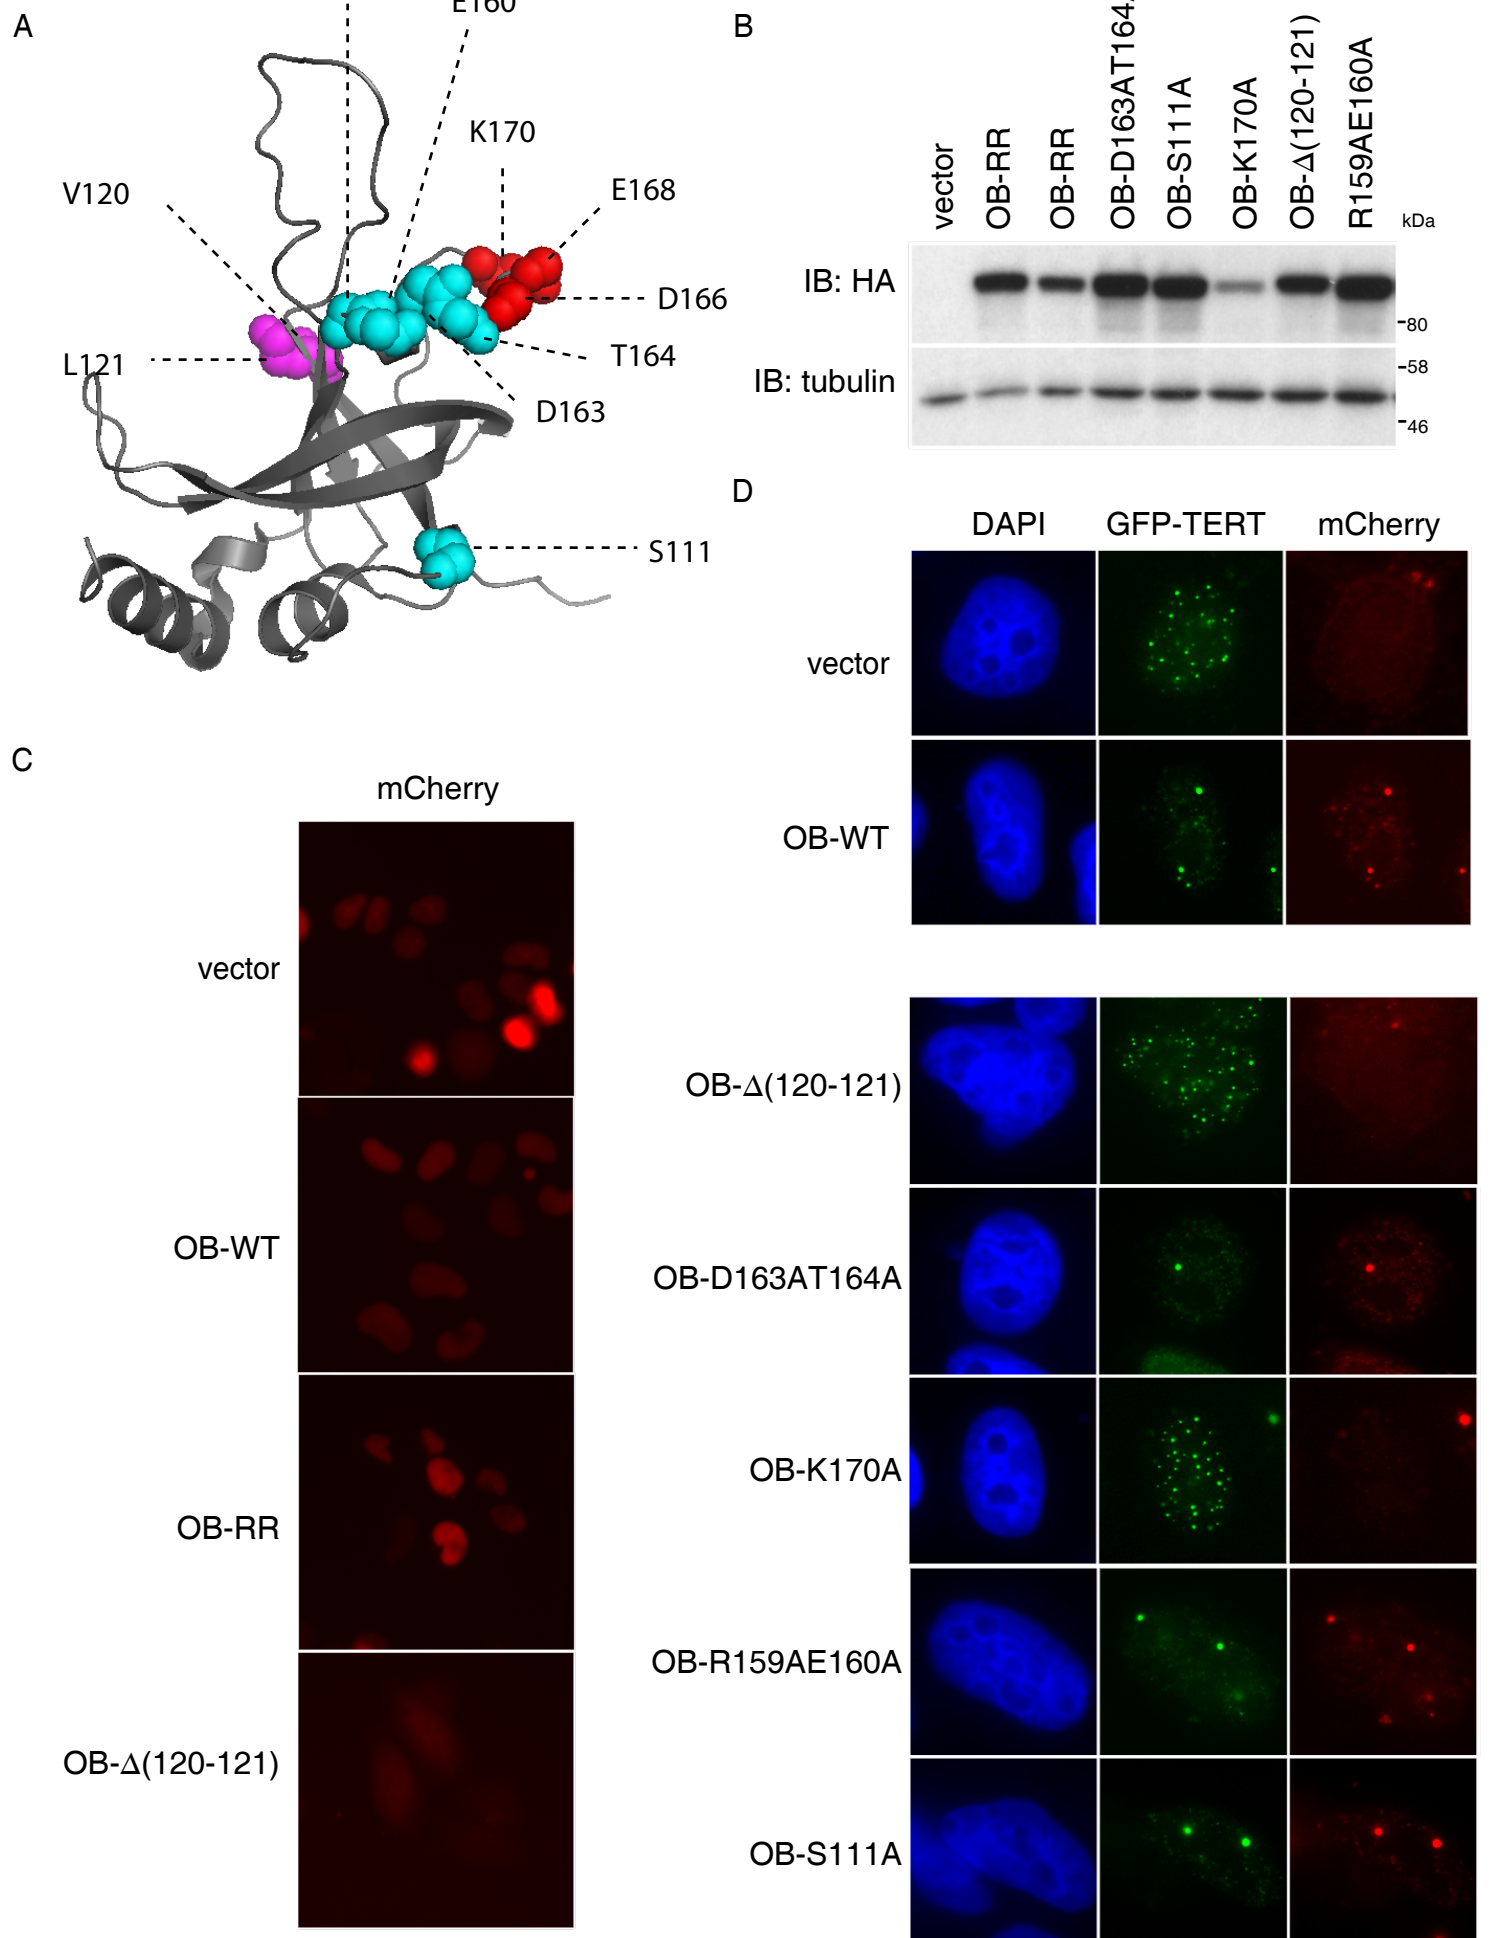 A
E160
K170
V120
E168
D166
L121
T164
D163
S111
B
vector
OB-RR
OB-RR
OB-D163AT164A
OB-S111A
OB-K170A
OB-Δ(120-121)
R159AE160A
kDa
IB: HA
80
58
IB: tubulin
46
C
mCherry
vector
OB-WT
OB-RR
OB-Δ(120-121)
D
DAPI GFP-TERT mCherry
vector
OB-WT
OB-Δ(120-121)
OB-D163AT164A
OB-K170A
OB-R159AE160A
OB-S111A